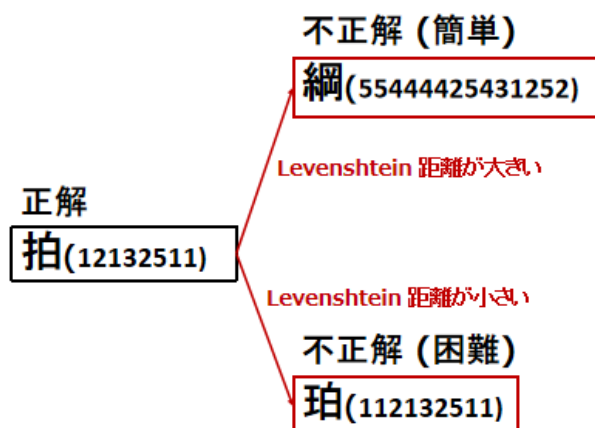 不正解 (簡単)
綱(55444425431252)
Levenshtein 距離が大きい
正解
拍(12132511)
Levenshtein 距離が小さい
不正解 (困難)
珀(112132511)